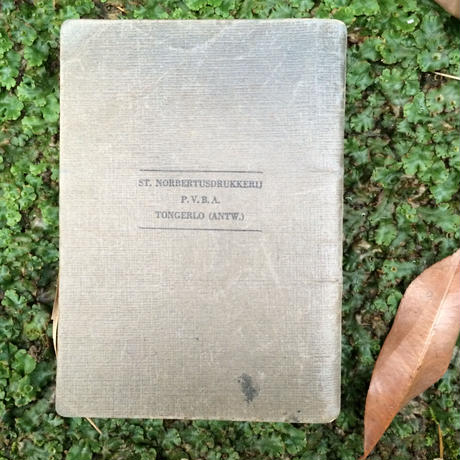 ST. NORBERTUSDRUKKERIJ
P. V. B. A.
TONGERLO (ANTW.)